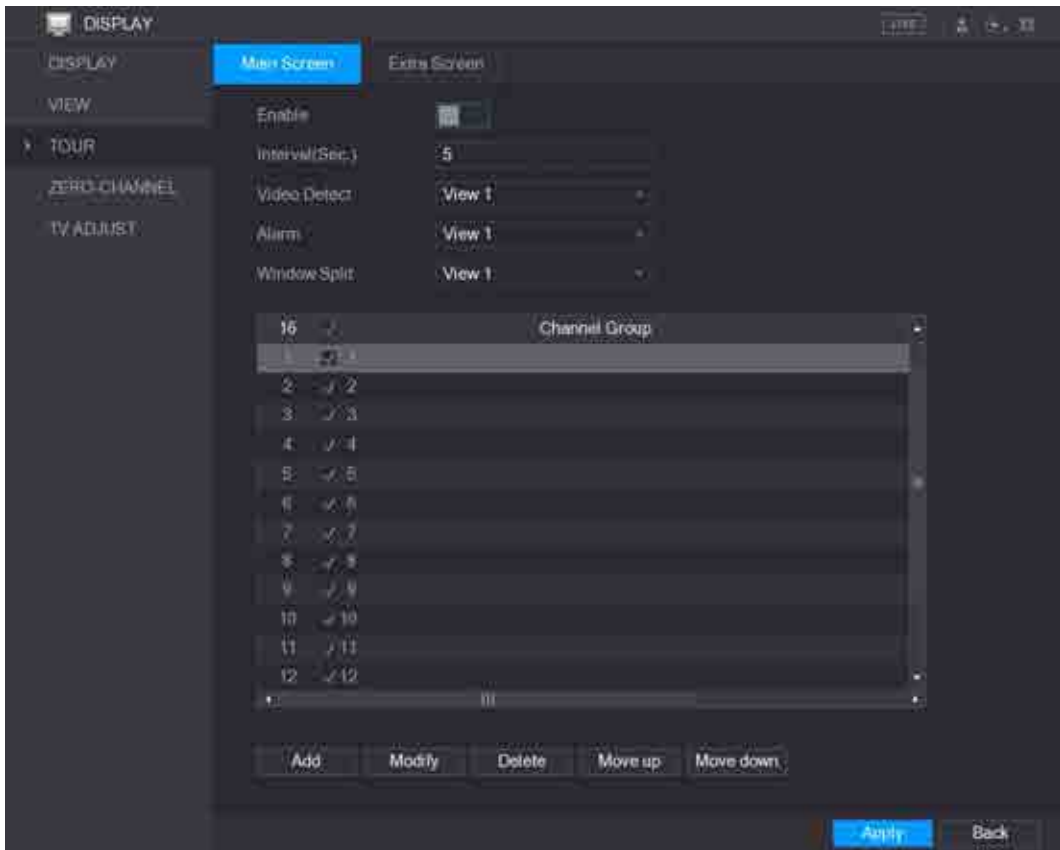 DISPLAY
LIVE
DISPLAY
VIEW
TOUR
ZERO-CHANNEL
TV ADJUST
Main Screen Extra Screen
Enable
Interval(Sec.) 5
Video Detect View 1
Alarm View 1
Window Split View 1
16 Channel Group
1 1
2 2
3 3
4 4
5 5
6 6
7 7
8 8
9 9
10 10
11 11
12 12
Add Modify Delete Move up Move down
Apply Back